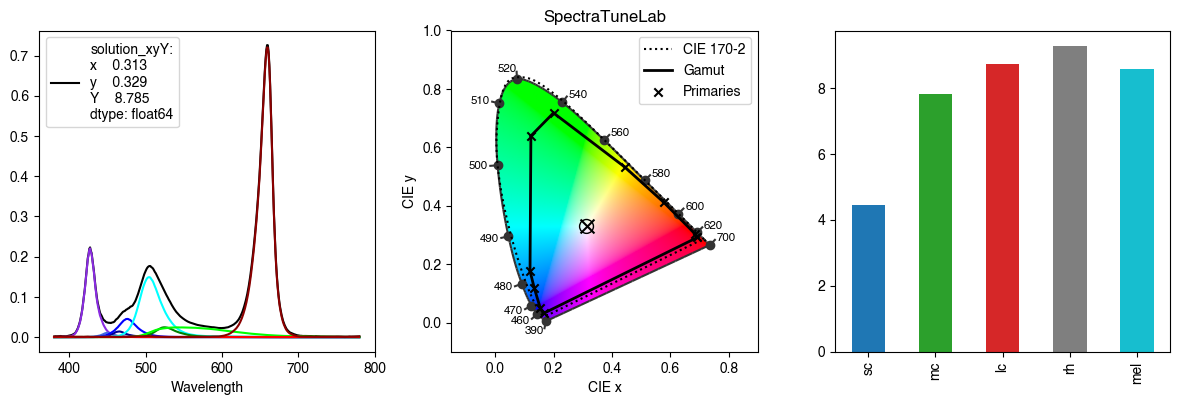 0.7
0.6
0.5
0.4
0.3
0.2
0.1
0.0
400
500
600
700
800
Wavelength
solution_xyY:
x 0.313
y 0.329
Y 8.785
dtype: float64
SpectraTuneLab
1.0
0.8
0.6
0.4
0.2
0.0
CIE y
0.0
0.2
0.4
0.6
0.8
CIE x
CIE 170-2
Gamut
Primaries
520
540
510
560
500
580
600
490
620
700
480
470
460
390
8
6
4
2
0
sc
mc
lc
rh
mel